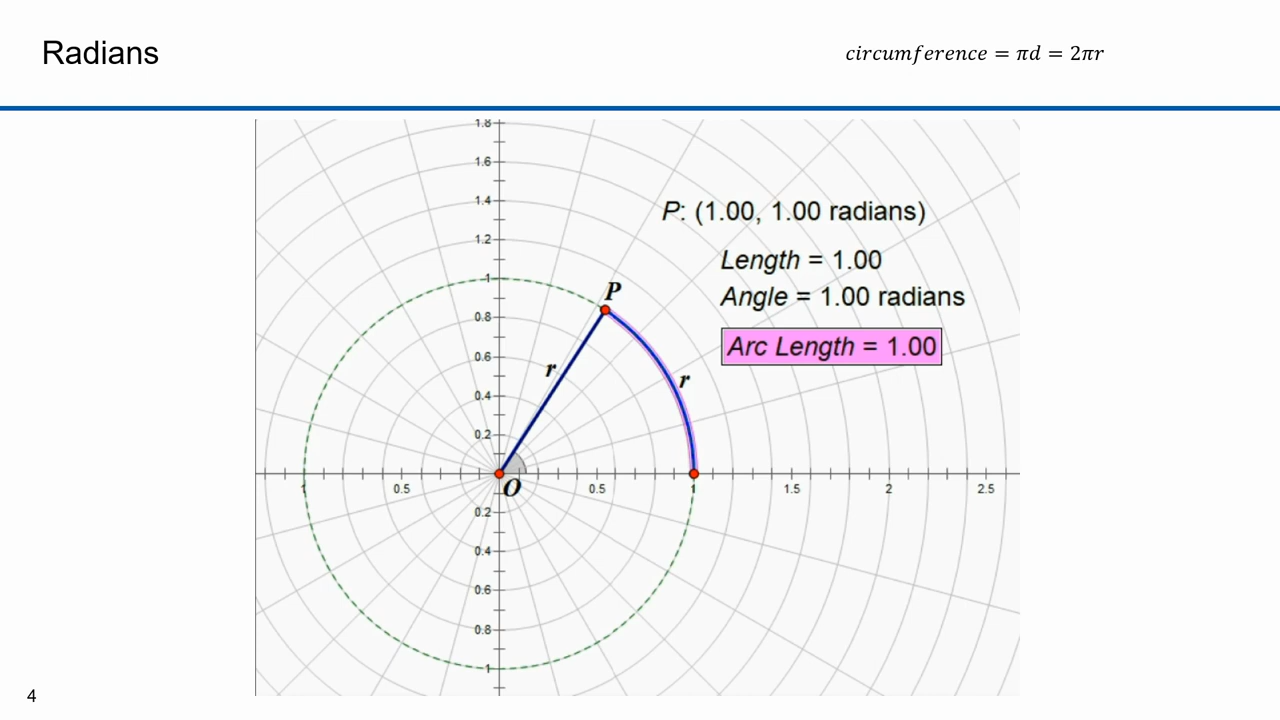 Radians
circumference = πd = 2πr
1.8
1.6
1.4
1.2
1
0.8
0.6
0.4
0.2
P: (1.00, 1.00 radians)
Length = 1.00
Angle = 1.00 radians
Arc Length = 1.00
P
r
r
O
1 0.5 0.5 1 1.5 2 2.5
0.2
0.4
0.6
0.8
1
4